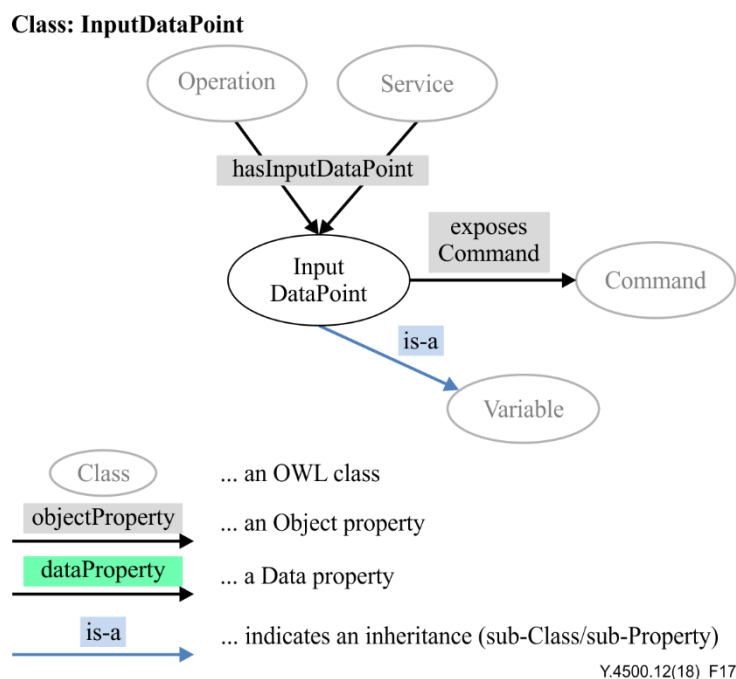 Class: InputDataPoint
Operation
Service
hasInputDataPoint
exposes
Command
Input
DataPoint
Command
is-a
Variable
Class ... an OWL class
objectProperty ... an Object property
dataProperty ... a Data property
is-a ... indicates an inheritance (sub-Class/sub-Property)
Y.4500.12(18)_F17